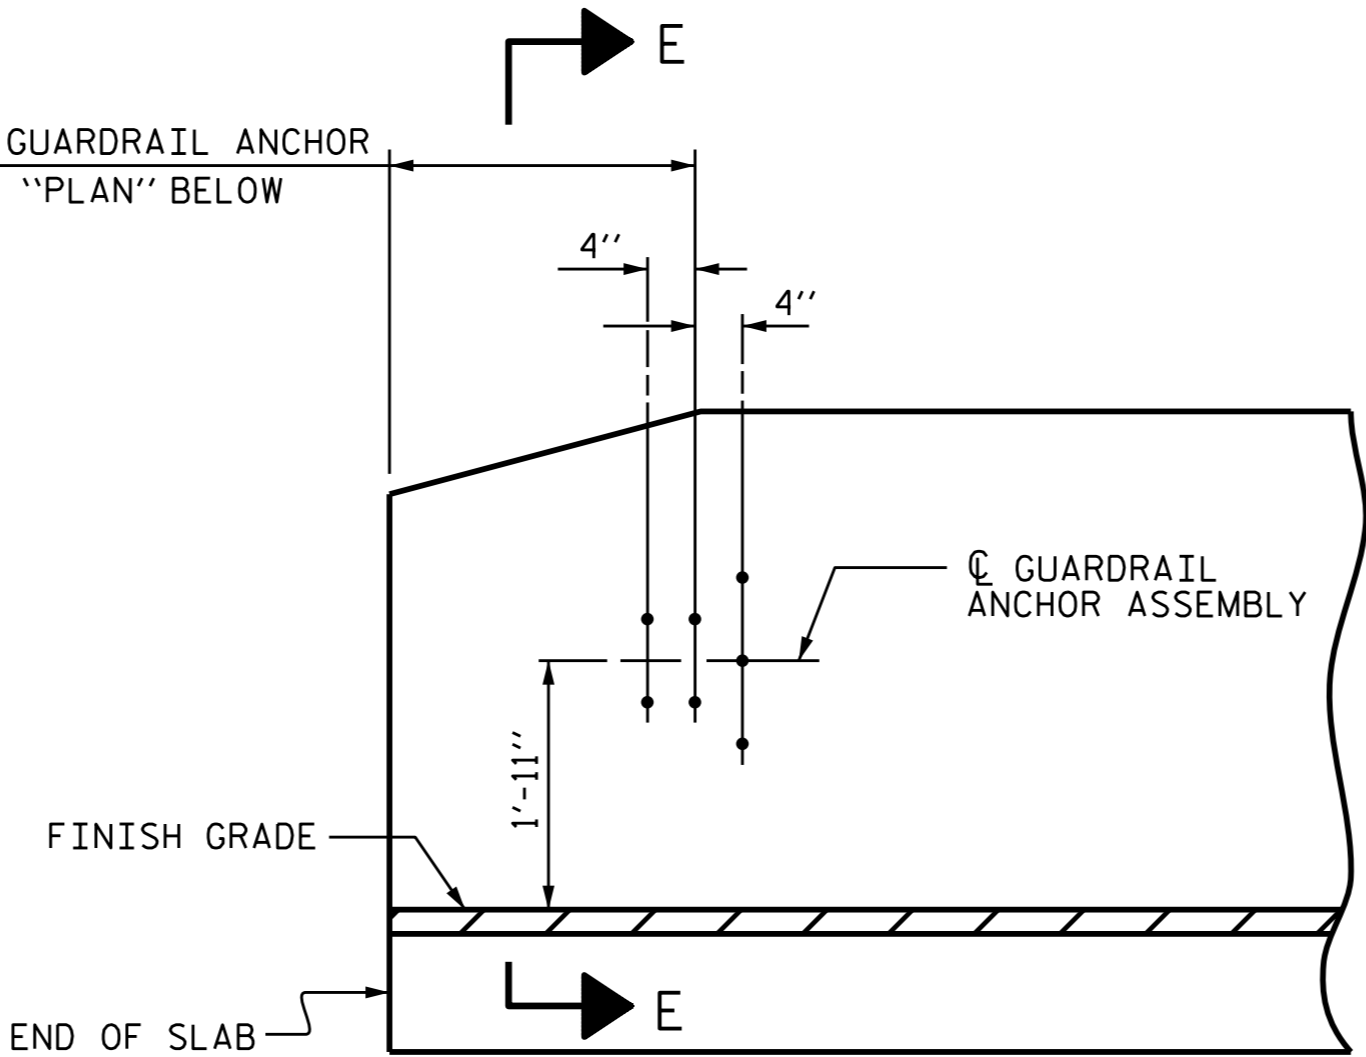 E
GUARDRAIL ANCHOR
"PLAN" BELOW
4"
4"
℄ GUARDRAIL
ANCHOR ASSEMBLY
1'-11"
FINISH GRADE
E
END OF SLAB